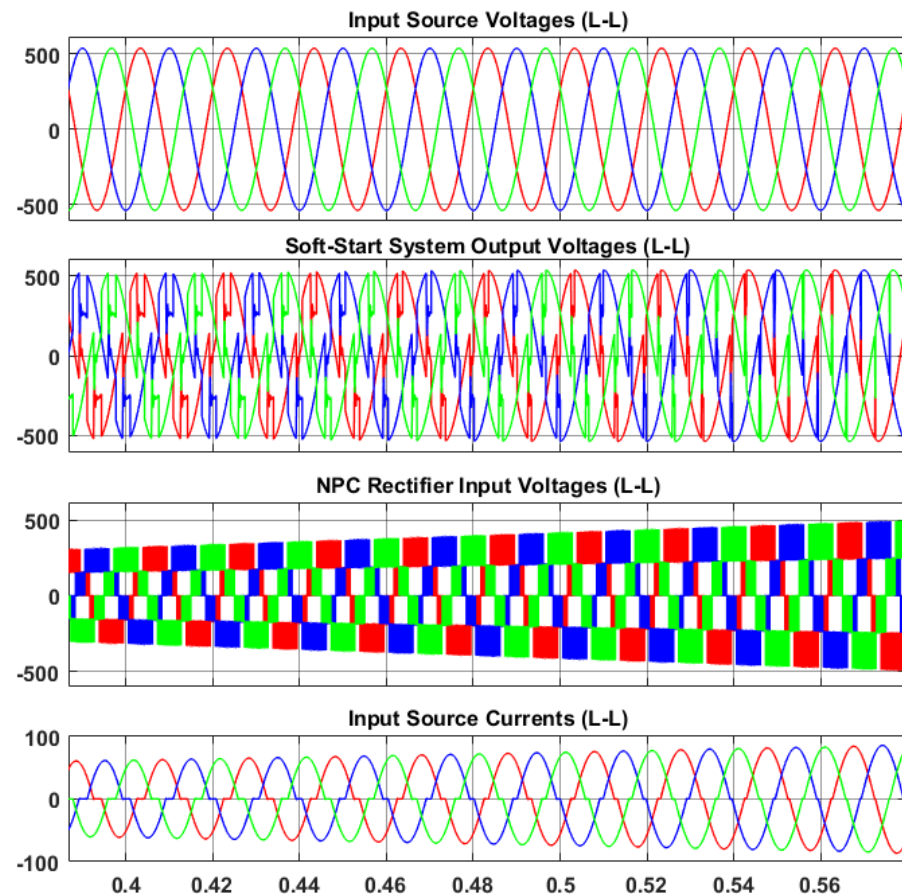 Input Source Voltages (L-L)
500
0
-500
Soft-Start System Output Voltages (L-L)
500
0
-500
NPC Rectifier Input Voltages (L-L)
500
0
-500
Input Source Currents (L-L)
100
0
-100
0.4 0.42 0.44 0.46 0.48 0.5 0.52 0.54 0.56